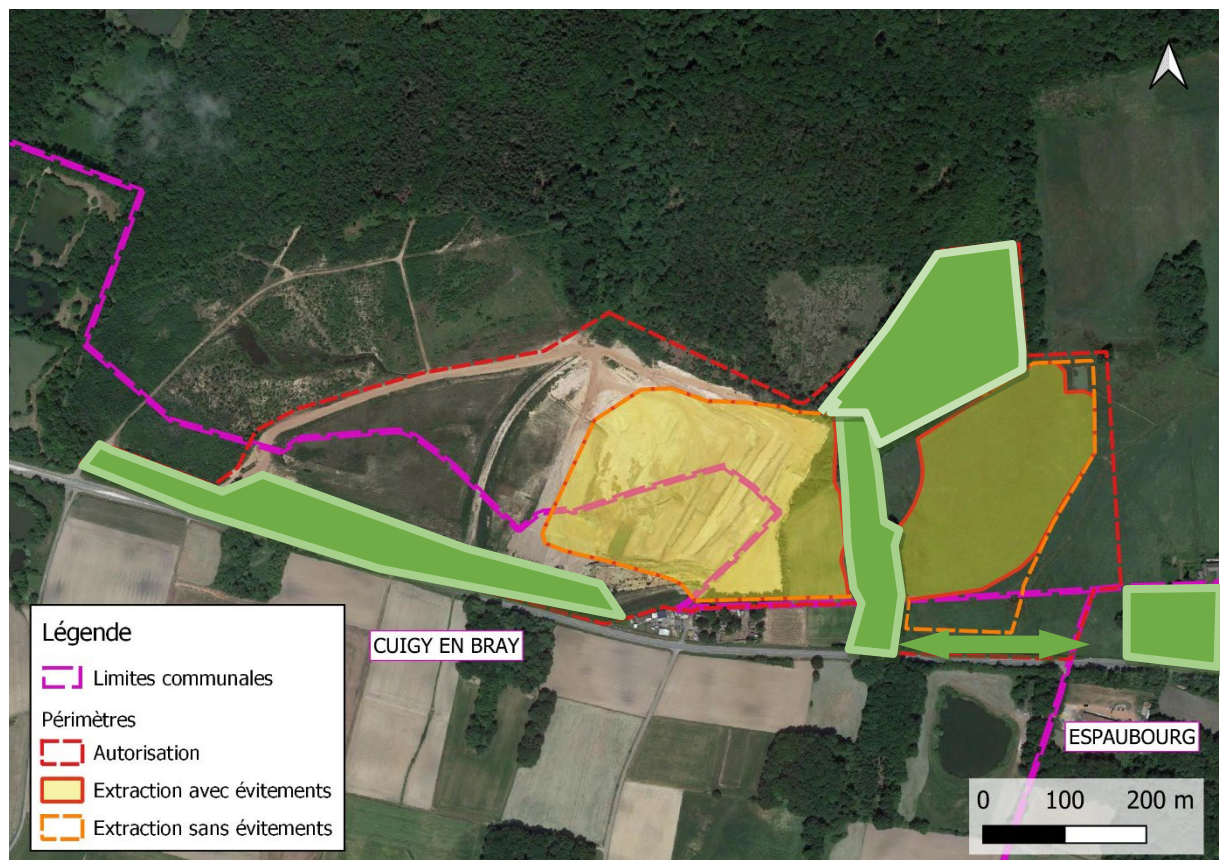 Légende
Limites communales
Périmètres
Autorisation
Extraction avec évitements
Extraction sans évitements
CUIGY EN BRAY
ESPAUBOURG
0 100 200 m